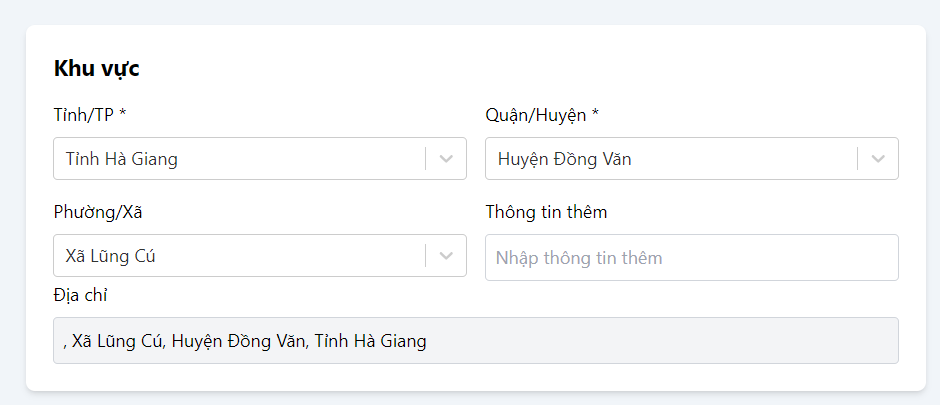 Khu vực
Tỉnh/TP *
Quận/Huyện *
Tỉnh Hà Giang
Huyện Đồng Văn
Phường/Xã
Thông tin thêm
Xã Lũng Cú
Nhập thông tin thêm
Địa chỉ
, Xã Lũng Cú, Huyện Đồng Văn, Tỉnh Hà Giang